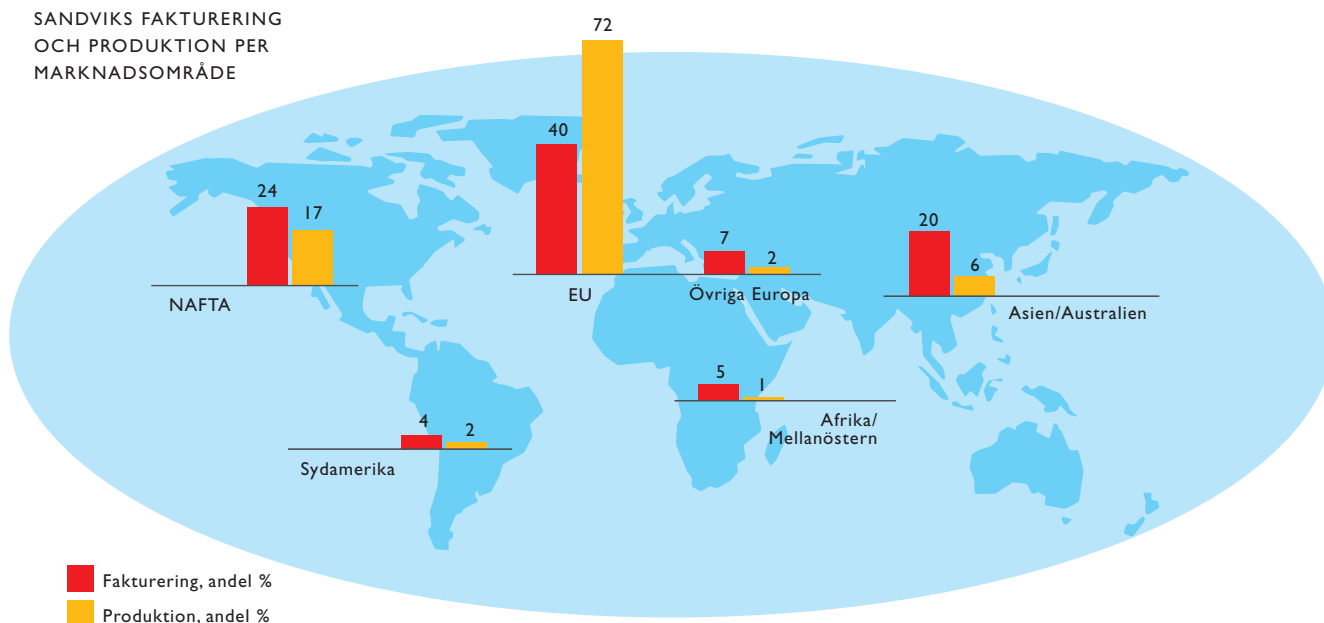 SANDVIKS FAKTURERING
OCH PRODUKTION PER
MARKNADSOMRÅDE
24
17
NAFTA
40
72
EU
7
2
Övriga Europa
20
6
Asien/Australien
5
1
Afrika/
Mellanöstern
4
2
Sydamerika
Fakturering, andel %
Produktion, andel %